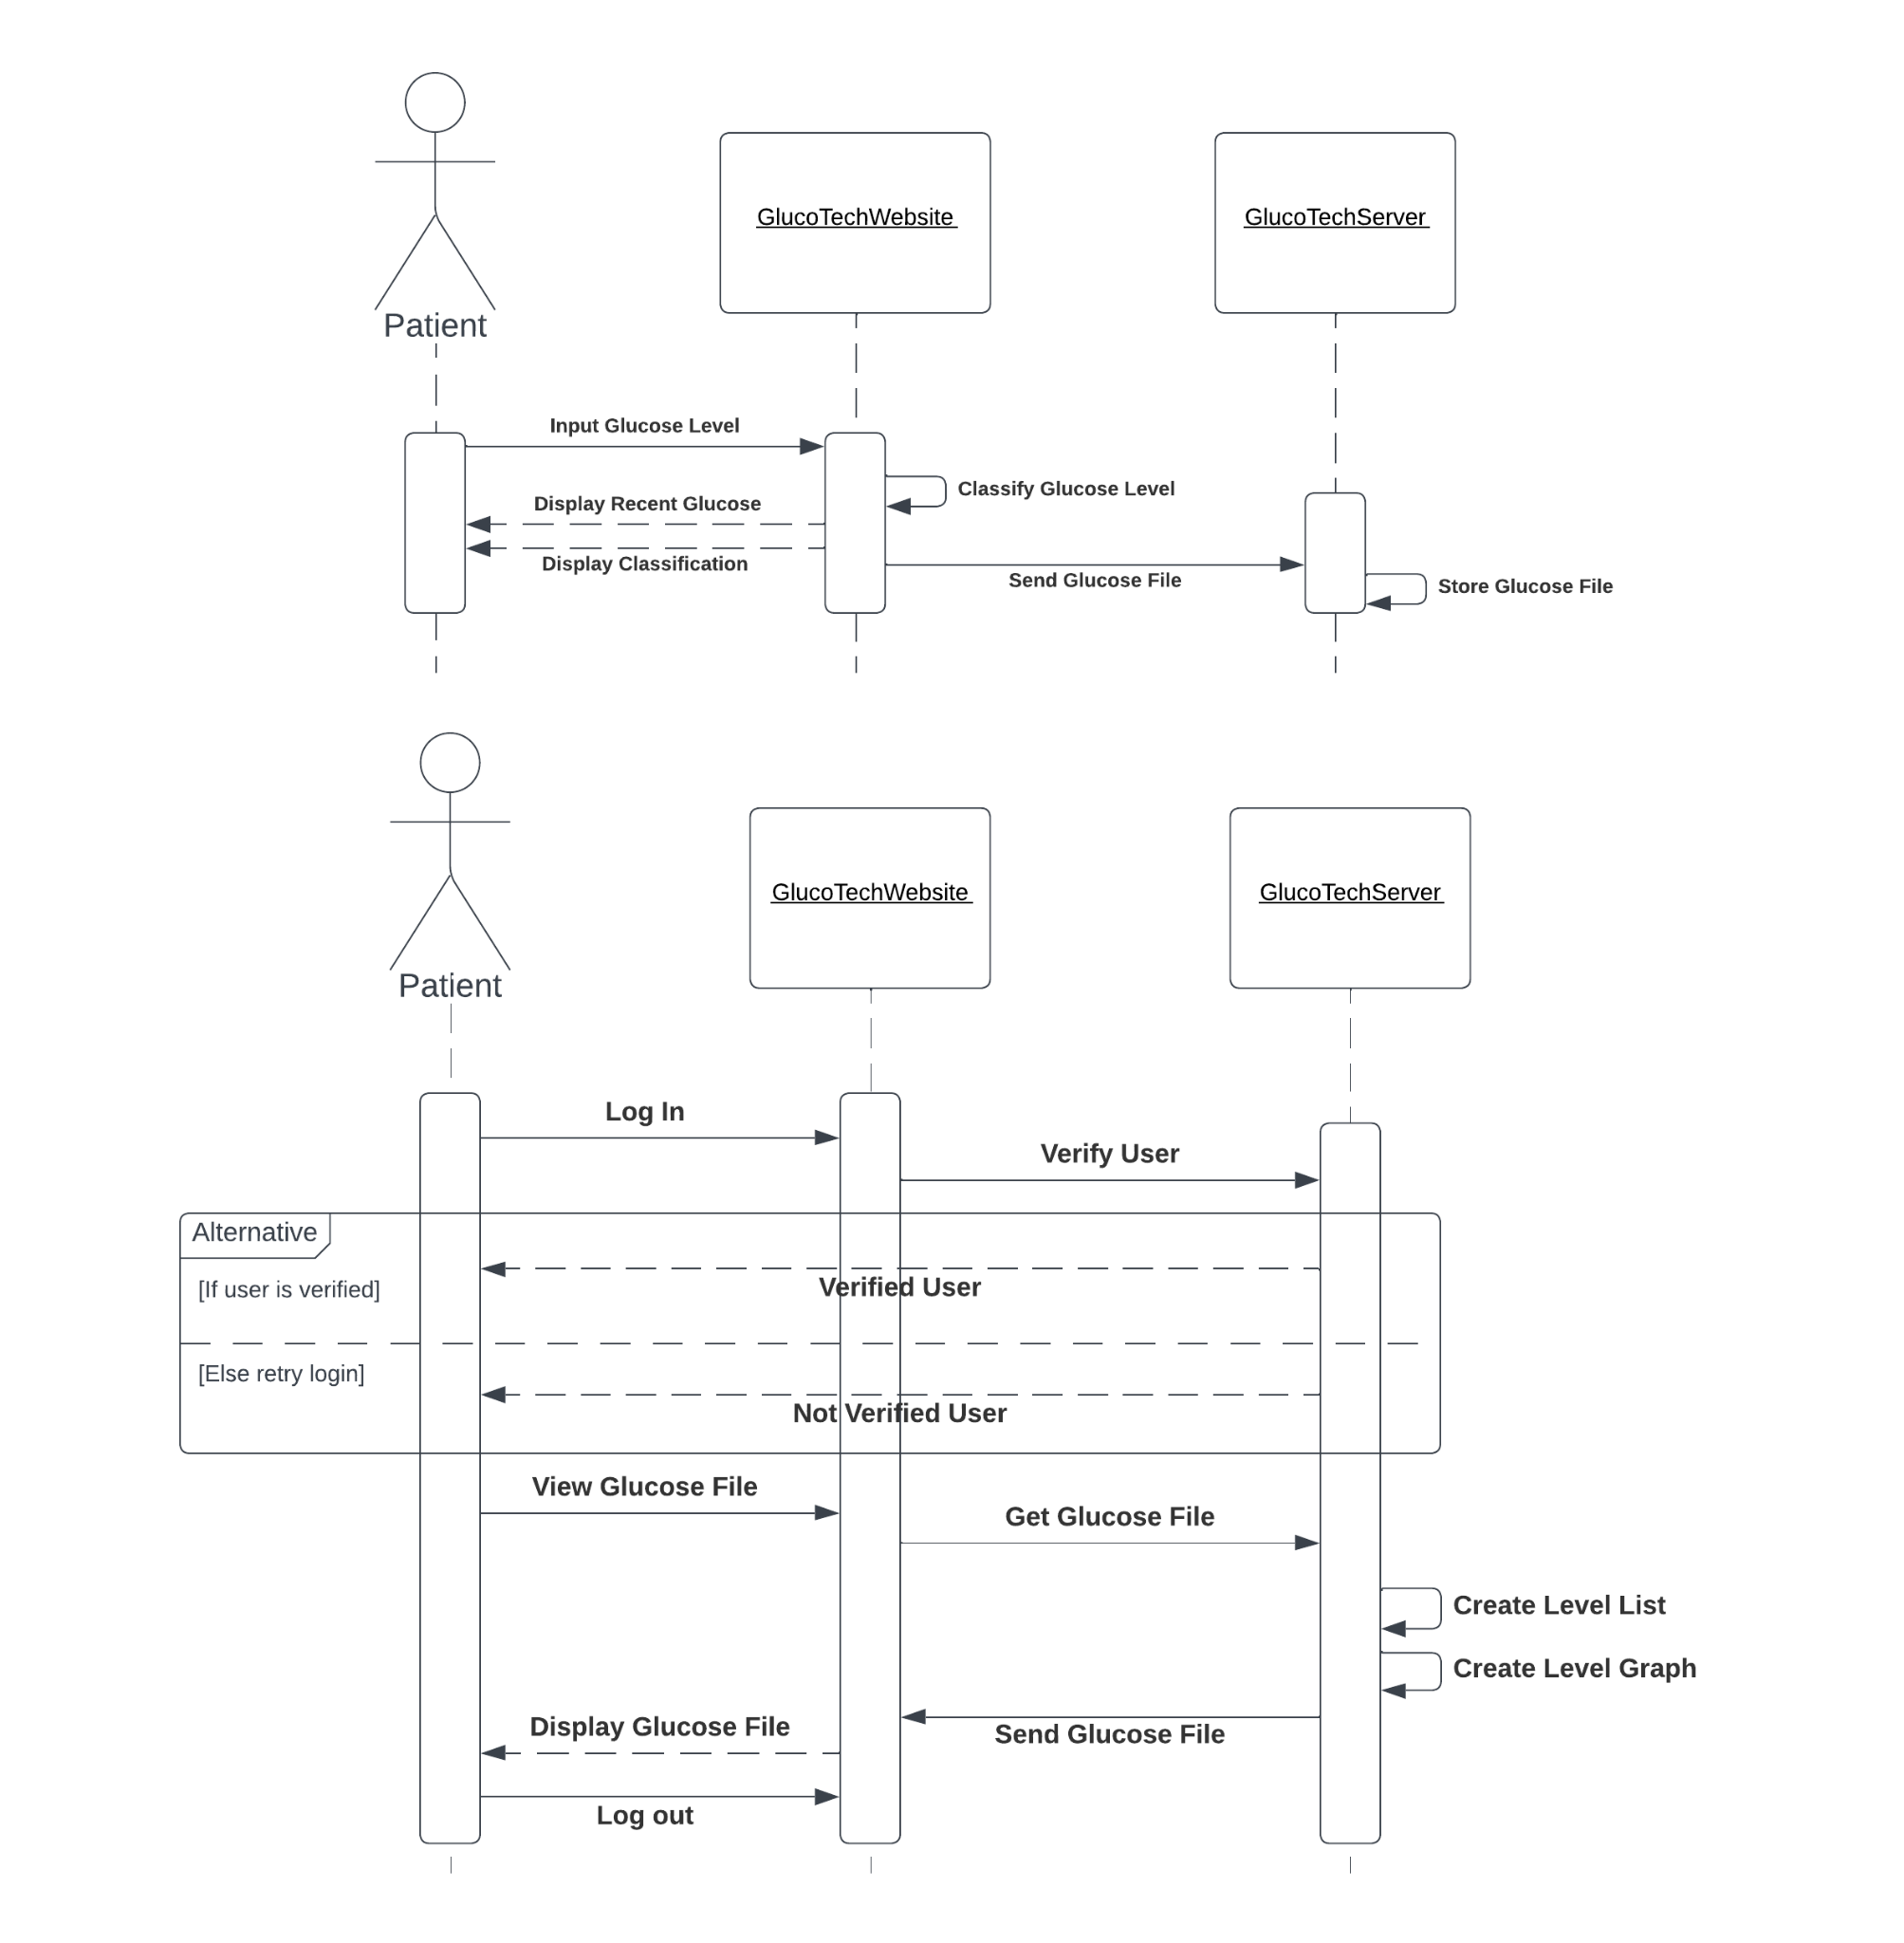 GlucoTechWebsite
GlucoTechServer
Patient
Input Glucose Level
Classify Glucose Level
Display Recent Glucose
Display Classification
Send Glucose File
Store Glucose File
GlucoTechWebsite
GlucoTechServer
Patient
Log In
Verify User
Alternative
[If user is verified]
Verified User
[Else retry login]
Not Verified User
View Glucose File
Get Glucose File
Create Level List
Create Level Graph
Display Glucose File
Send Glucose File
Log out